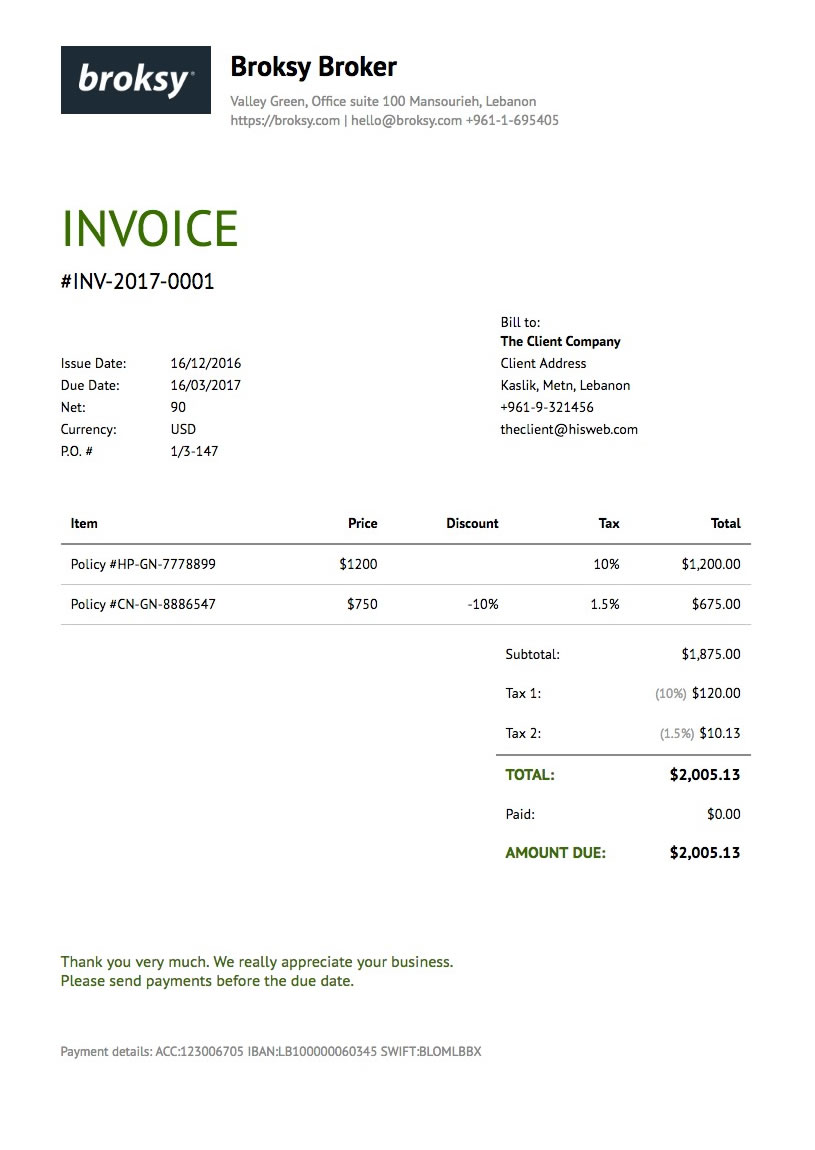 broksy
Broksy Broker
Valley Green, Office suite 100 Mansourieh, Lebanon
https://broksy.com | hello@broksy.com +961-1-695405
INVOICE
#INV-2017-0001
Bill to:
The Client Company
Issue Date: 16/12/2016 Client Address
Due Date: 16/03/2017 Kaslik, Metn, Lebanon
Net: 90 +961-9-321456
Currency: USD theclient@hisweb.com
P.O. # 1/3-147
Item Price Discount Tax Total
Policy #HP-GN-7778899 $1200 10% $1,200.00
Policy #CN-GN-8886547 $750 -10% 1.5% $675.00
Subtotal: $1,875.00
Tax 1: (10%) $120.00
Tax 2: (1.5%) $10.13
TOTAL: $2,005.13
Paid: $0.00
AMOUNT DUE: $2,005.13
Thank you very much. We really appreciate your business.
Please send payments before the due date.
Payment details: ACC:123006705 IBAN:LB100000060345 SWIFT:BLOMLBBX